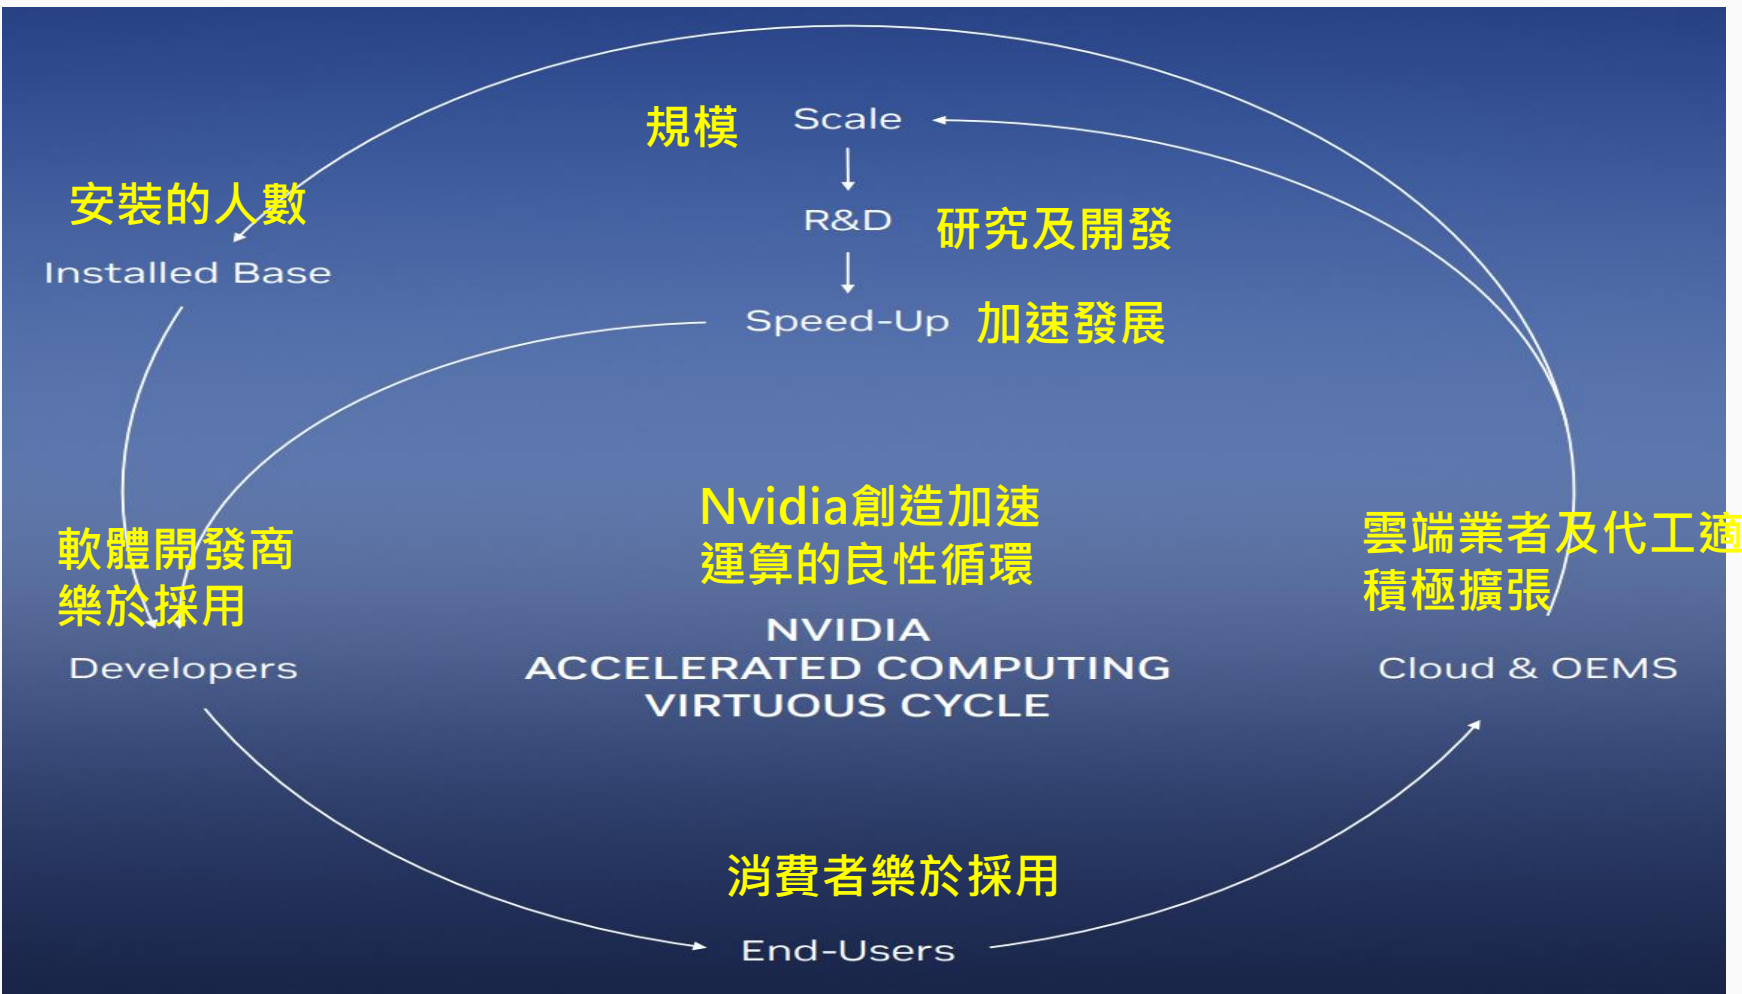 規模 Scale
安裝的人數
R&D 研究及開發
Installed Base
Speed-Up 加速發展
Nvidia創造加速
運算的良性循環
軟體開發商
樂於採用
雲端業者及代工適
積極擴張
NVIDIA
ACCELERATED COMPUTING
VIRTUOUS CYCLE
Developers
Cloud & OEMS
消費者樂於採用
End-Users